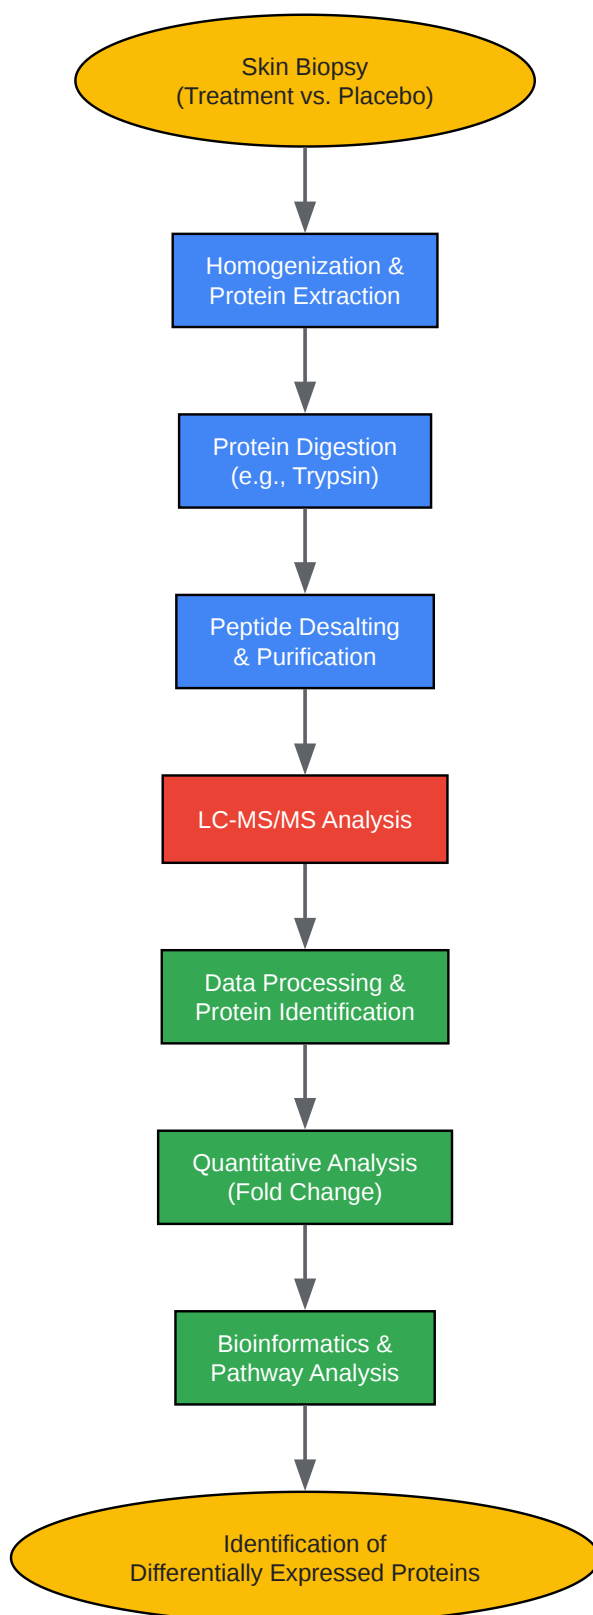 Skin Biopsy
(Treatment vs. Placebo)
Homogenization &
Protein Extraction
Protein Digestion
(e.g., Trypsin)
Peptide Desalting
& Purification
LC-MS/MS Analysis
Data Processing &
Protein Identification
Quantitative Analysis
(Fold Change)
Bioinformatics &
Pathway Analysis
Identification of
Differentially Expressed Proteins